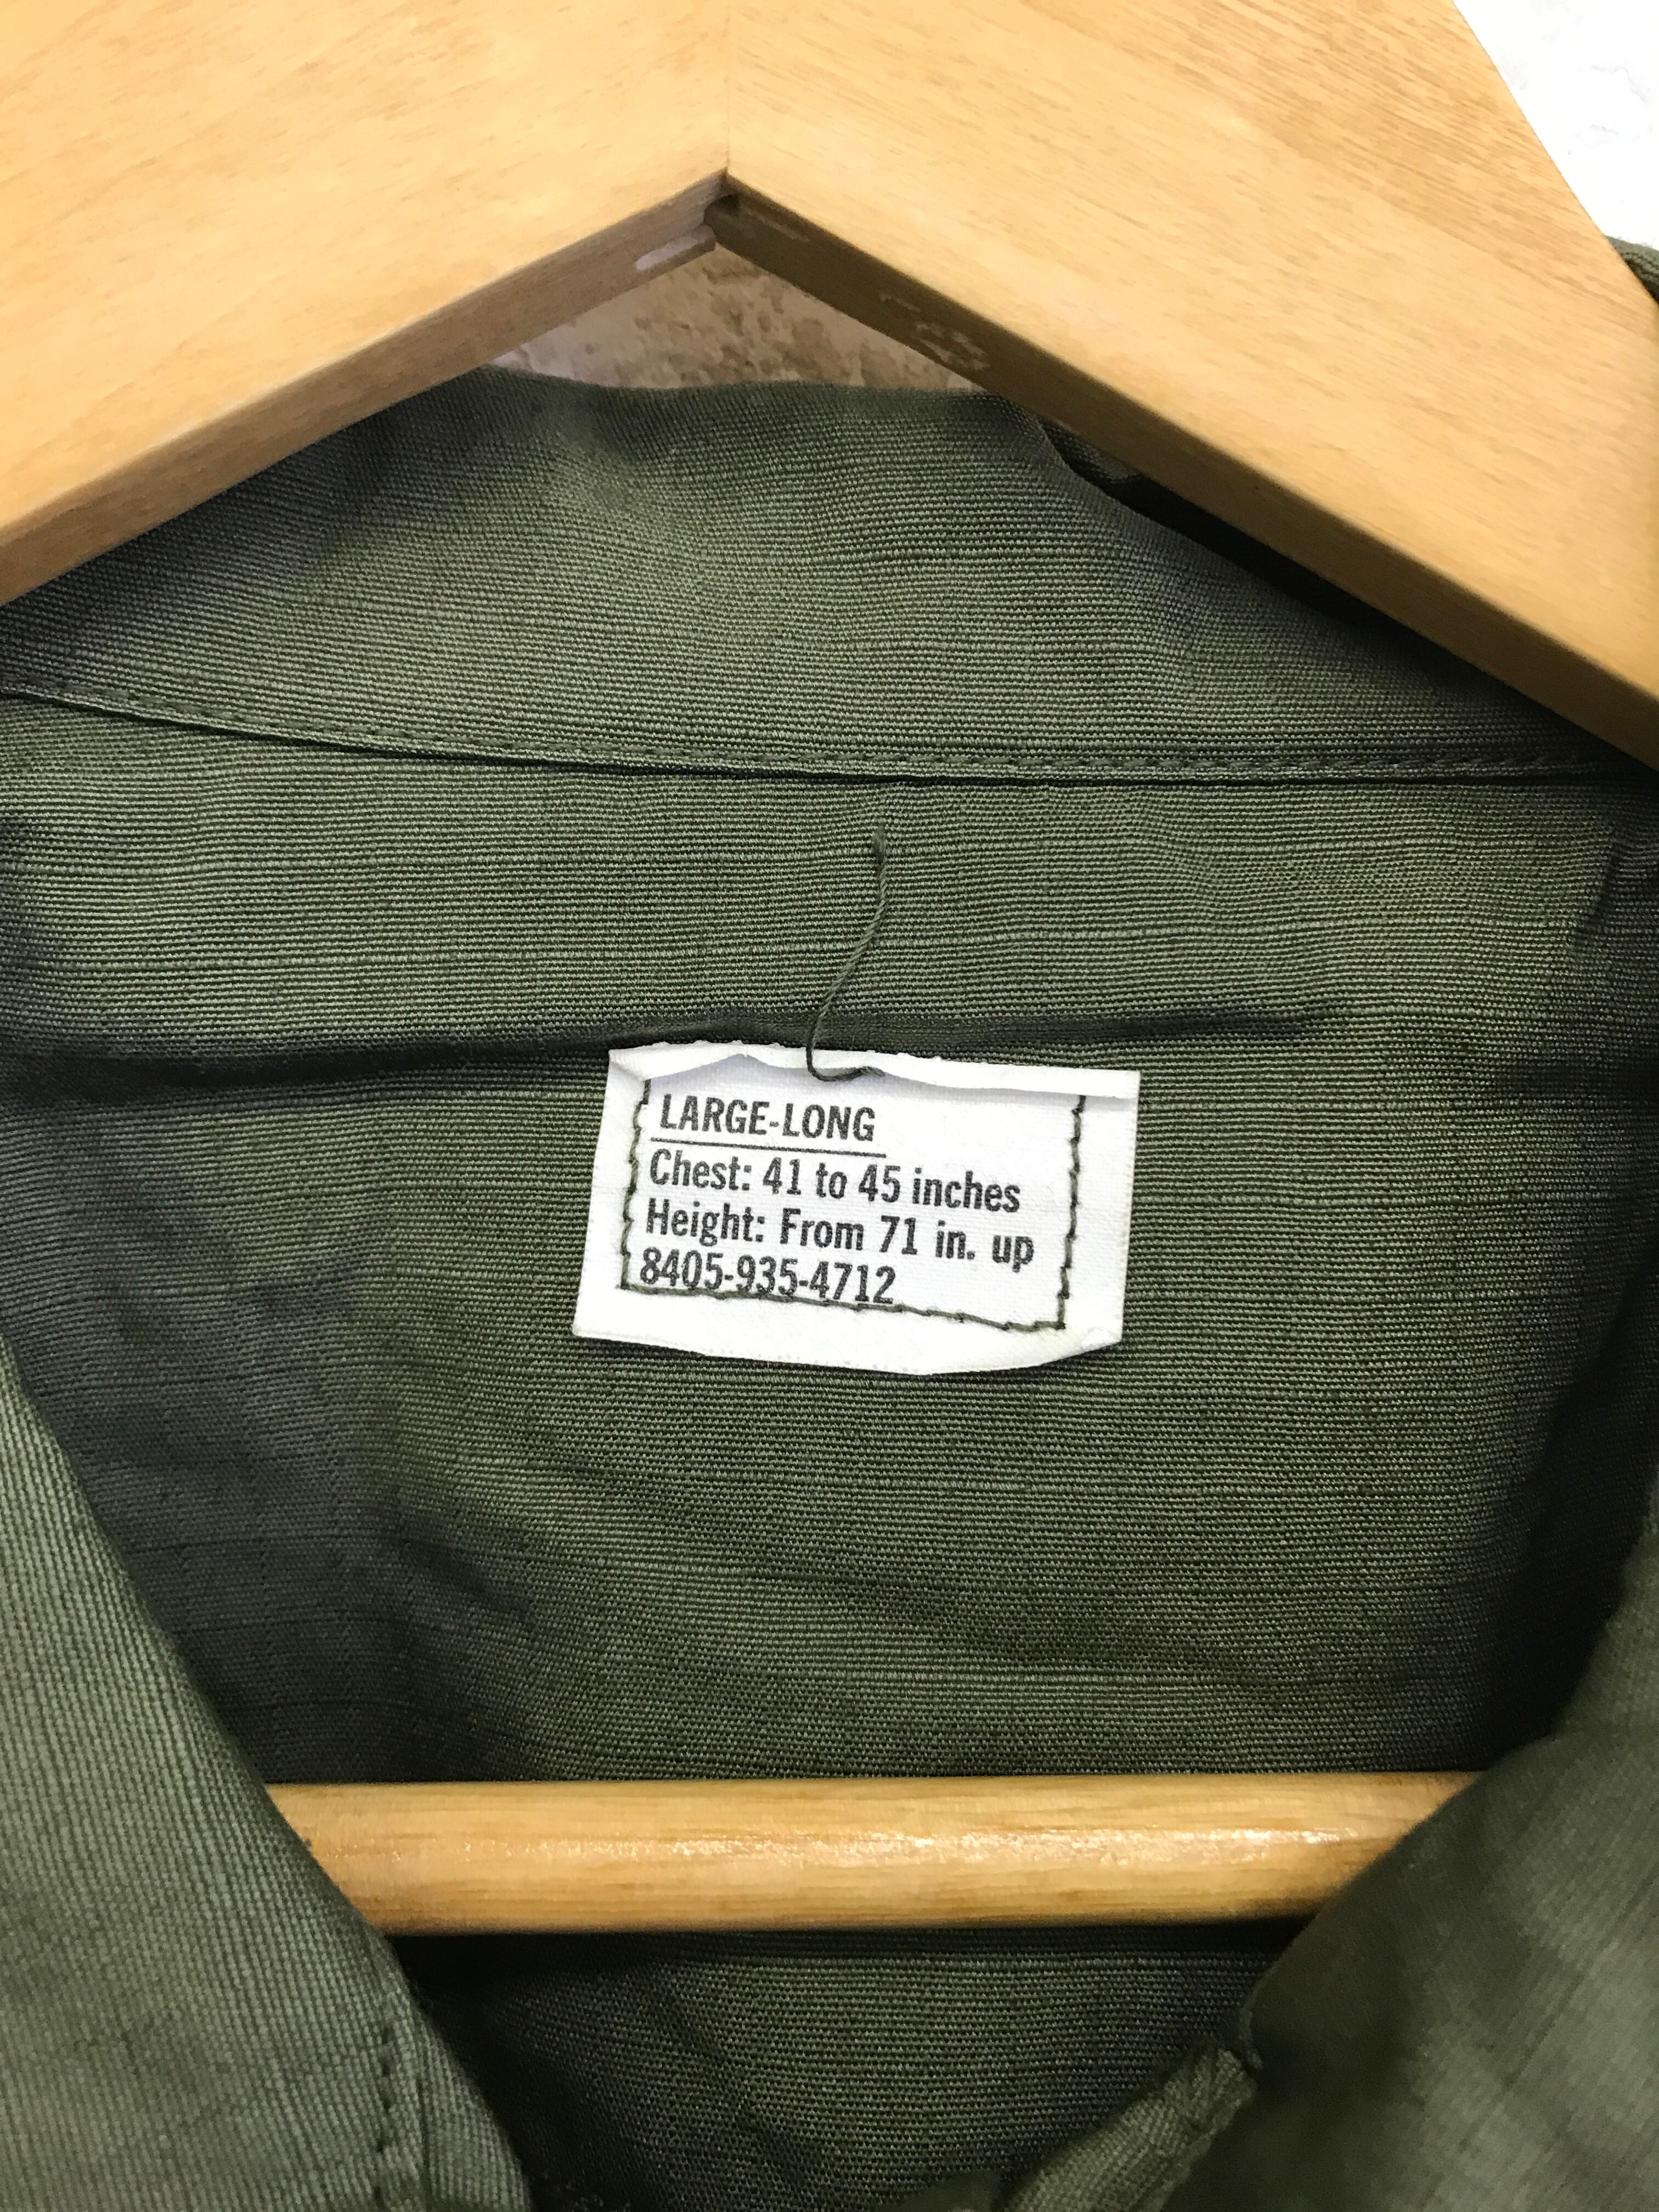 LARGE-LONG
Chest: 41 to 45 inches
Height: From 71 in. up
8405-935-4712